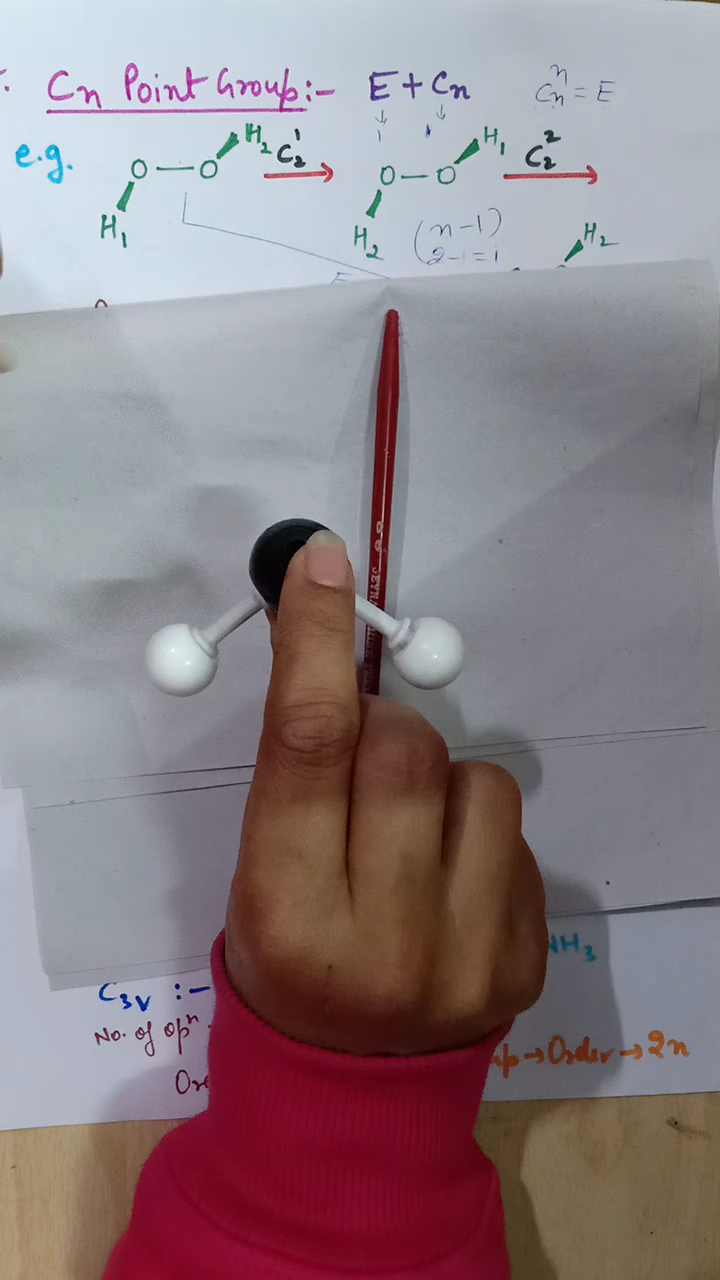 Cn Point Group:- E + Cn Cnⁿ = E
e.g. O — O H2 C2¹ O — O H1 C2² 
H1 H2 (n-1)
2-1=1 H2
E
C3v :- NH3
No. of opⁿ
→ Order → 2n